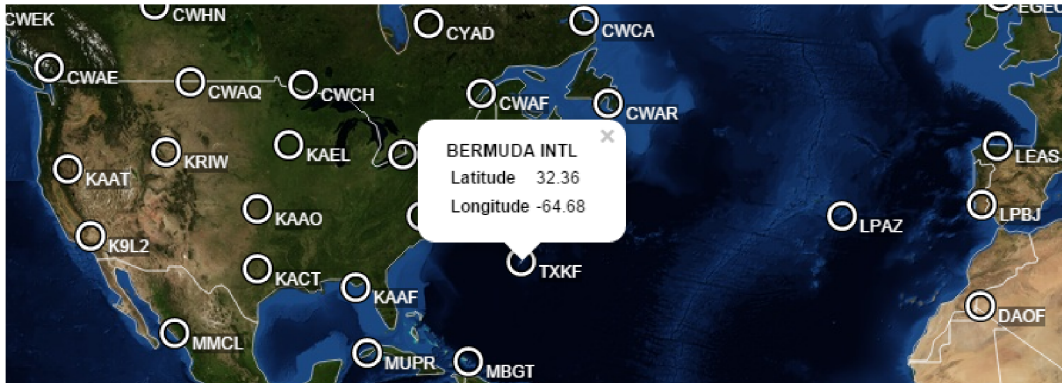 CWEK
CWHN
CYAD
CWCA
EGEC
CWAE
CWAQ
CWCH
CWAF
CWAR
×
BERMUDA INTL
Latitude 32.36
Longitude -64.68
KAAT
KRIW
KAEL
LEAS
KAAO
LPAZ
LPBJ
K9L2
KACT
KAAF
TXKF
DAOF
MMCL
MUPR
MBGT